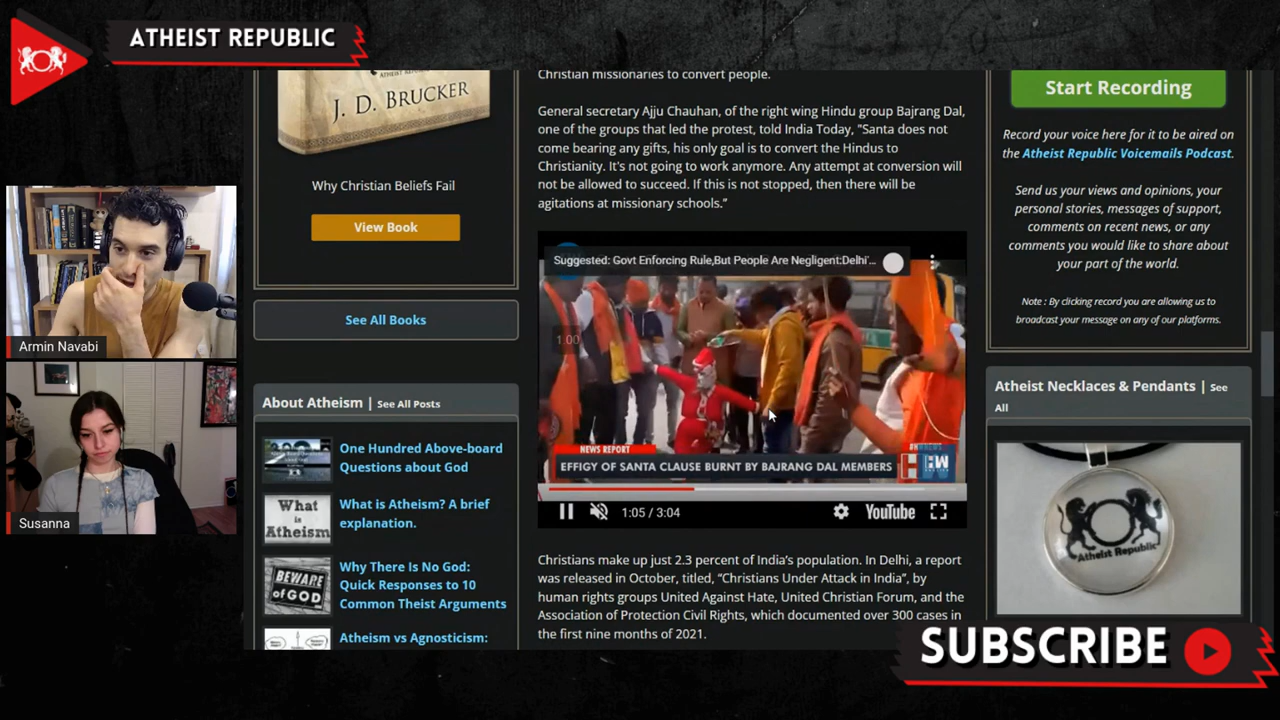 ATHEIST REPUBLIC
Armin Navabi
Susanna
J. D. BRUCKER
Why Christian Beliefs Fail
View Book
See All Books
About Atheism | See All Posts
One Hundred Above-board
Questions about God
What is Atheism? A brief
explanation.
What
is
Atheism
Why There Is No God:
Quick Responses to 10
Common Theist Arguments
BEWARE
of GOD
Atheism vs Agnosticism:
Christian missionaries to convert people.
General secretary Ajju Chauhan, of the right wing Hindu group Bajrang Dal,
one of the groups that led the protest, told India Today, "Santa does not
come bearing any gifts, his only goal is to convert the Hindus to
Christianity. It's not going to work anymore. Any attempt at conversion will
not be allowed to succeed. If this is not stopped, then there will be
agitations at missionary schools."
Suggested: Govt Enforcing Rule,But People Are Negligent:Delhi'...
1.00
NEWS REPORT
EFFIGY OF SANTA CLAUSE BURNT BY BAJRANG DAL MEMBERS
HW
1:05 / 3:04
YouTube
Christians make up just 2.3 percent of India's population. In Delhi, a report
was released in October, titled, "Christians Under Attack in India", by
human rights groups United Against Hate, United Christian Forum, and the
Association of Protection Civil Rights, which documented over 300 cases in
the first nine months of 2021.
Start Recording
Record your voice here for it to be aired on
the Atheist Republic Voicemails Podcast.
Send us your views and opinions, your
personal stories, messages of support,
comments on recent news, or any
comments you would like to share about
your part of the world.
Note : By clicking record you are allowing us to
broadcast your message on any of our platforms.
Atheist Necklaces & Pendants | See
All
Atheist Republic
SUBSCRIBE